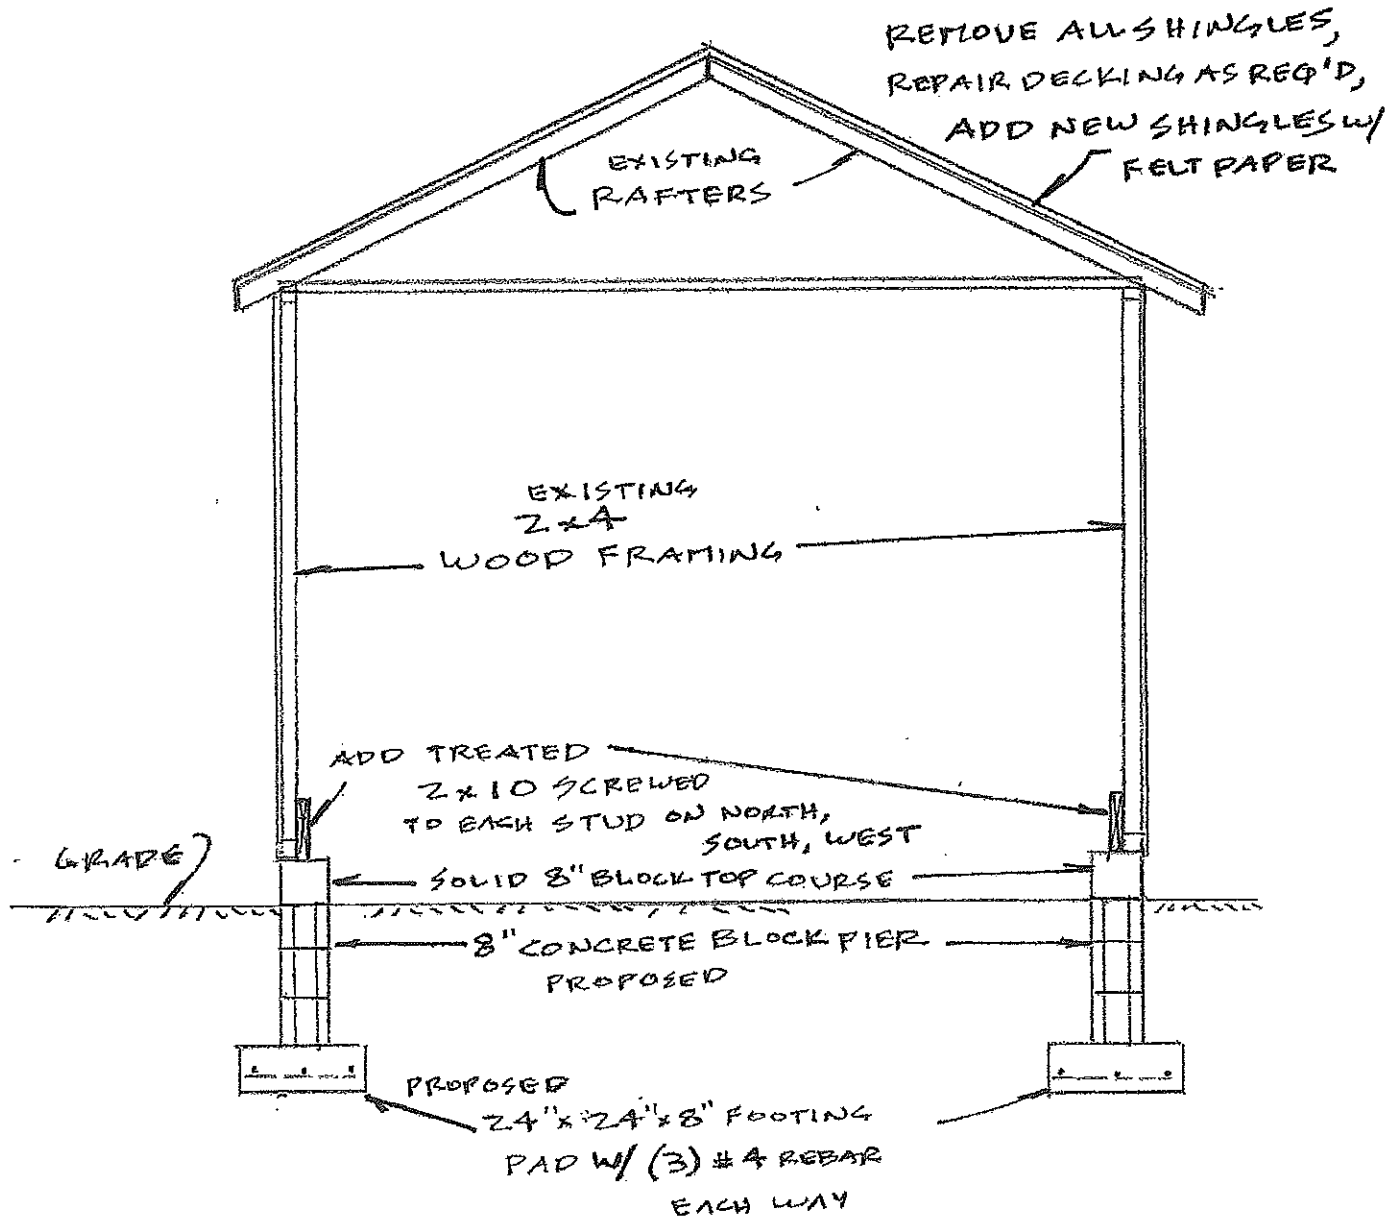 REMOVE ALL SHINGLES,
REPAIR DECKING AS REQ'D,
ADD NEW SHINGLES W/
FELT PAPER
EXISTING
RAFTERS
EXISTING
2x4
WOOD FRAMING
ADD TREATED
2x10 SCREWED
TO EACH STUD ON NORTH,
SOUTH, WEST
GRADE
SOLID 8" BLOCK TOP COURSE
8" CONCRETE BLOCK PIER
PROPOSED
PROPOSED
24"x24"x8" FOOTING
PAD W/ (3) #4 REBAR
EACH WAY